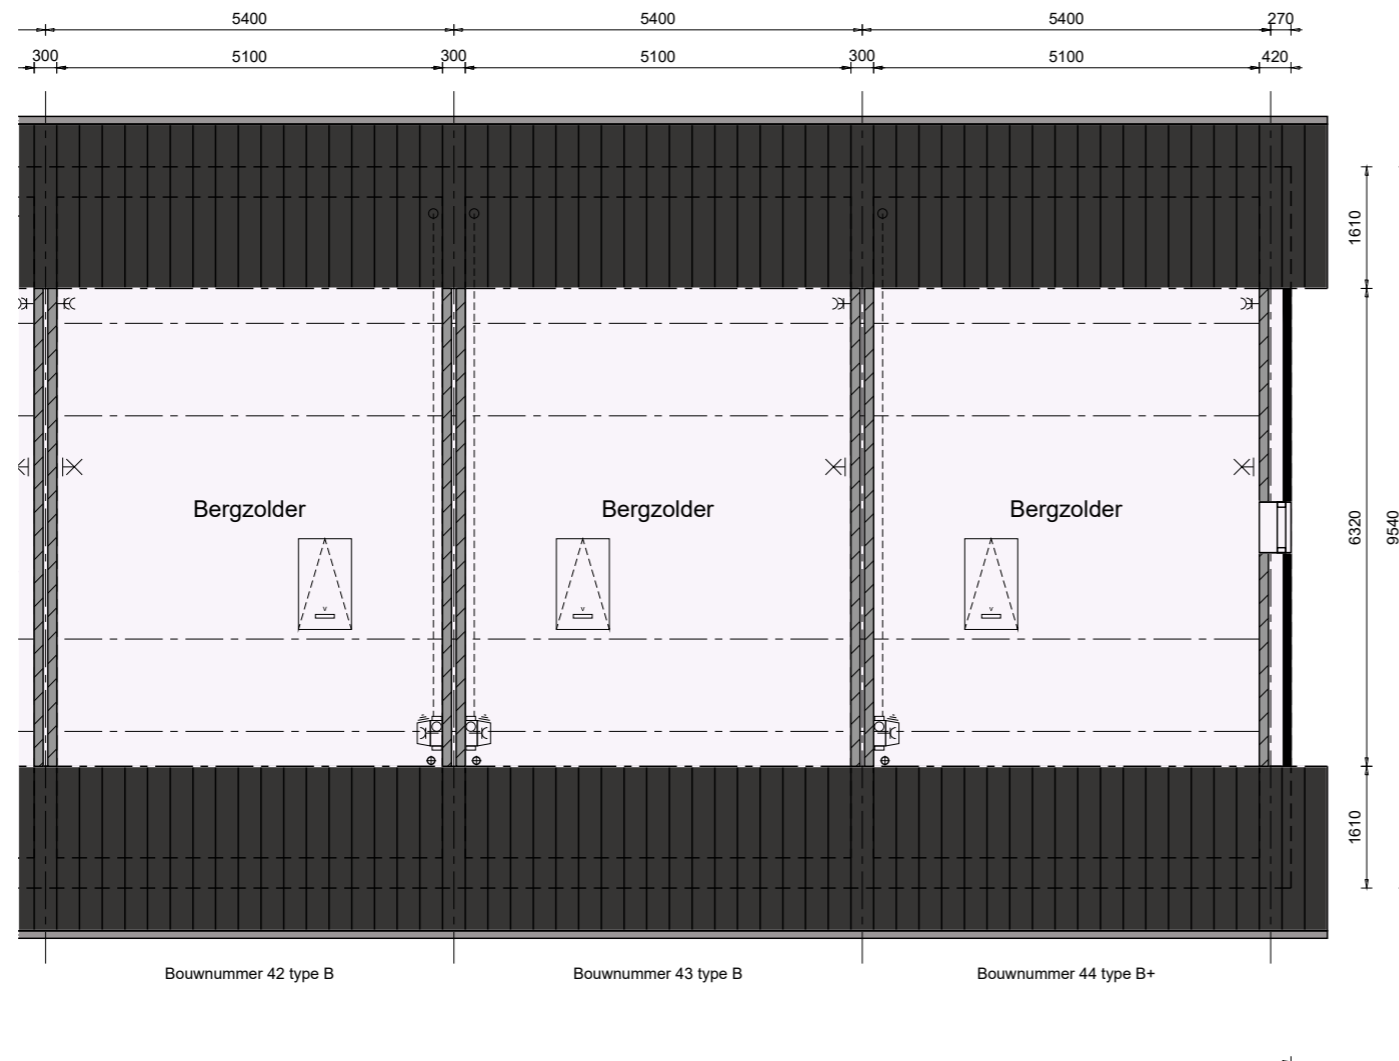 5400 5400 5400 270
300 5100 300 5100 300 5100 420
1610
Bergzolder Bergzolder Bergzolder
6320
9540
v v v
1610
Bouwnummer 42 type B Bouwnummer 43 type B Bouwnummer 44 type B+